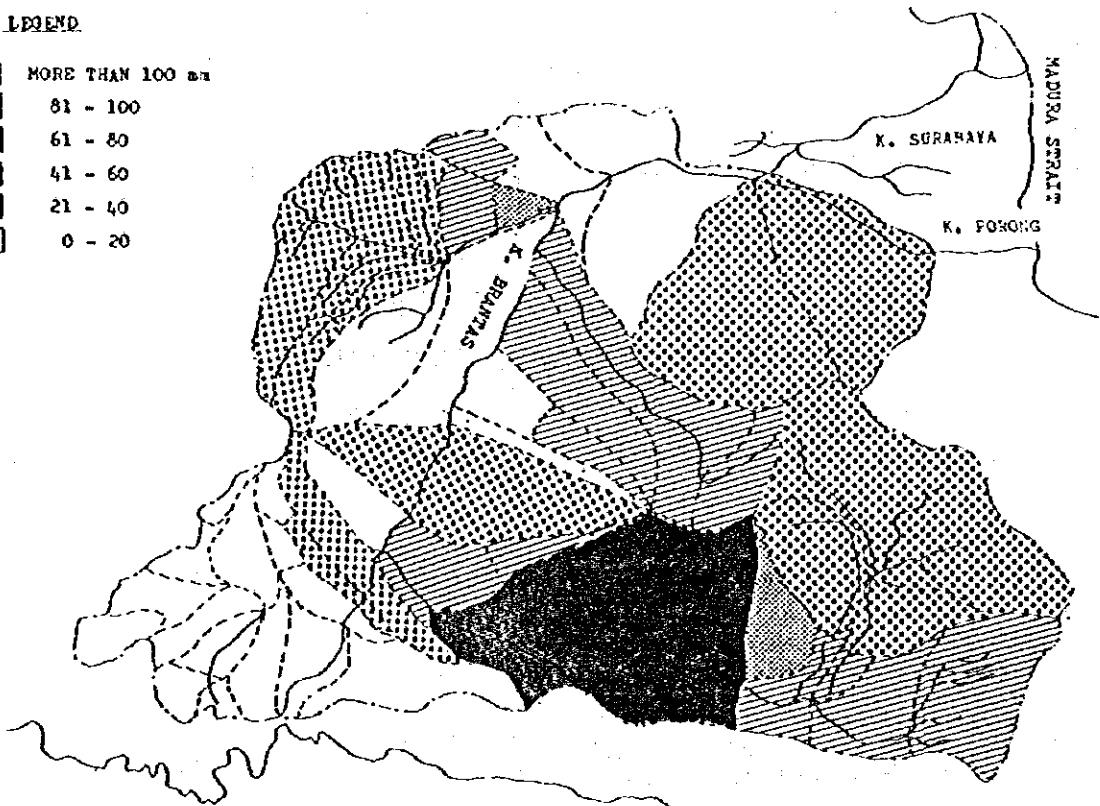 LEGEND
MORE THAN 100 mm
81 - 100
61 - 80
41 - 60
21 - 40
0 - 20
K. SURABAYA
MADURA STRAIT
K. PORONG
K. BRANTAS